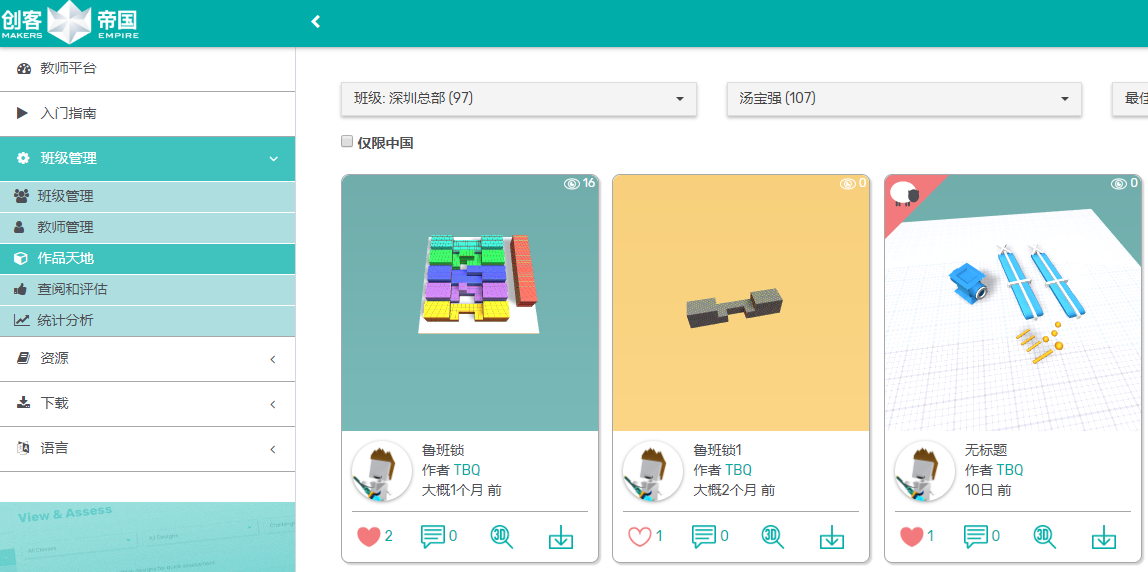 创客 帝国
MAKERS EMPIRE
教师平台
入门指南
班级管理
班级管理
教师管理
作品天地
查阅和评估
统计分析
资源
下载
语言
View & Assess
班级: 深圳总部 (97)
汤宝强 (107)
最佳
仅限中国
16
鲁班锁
作者 TBQ
大概1个月 前
2
0
3D
0
鲁班锁1
作者 TBQ
大概2个月 前
1
0
3D
0
无标题
作者 TBQ
10日 前
1
0
3D